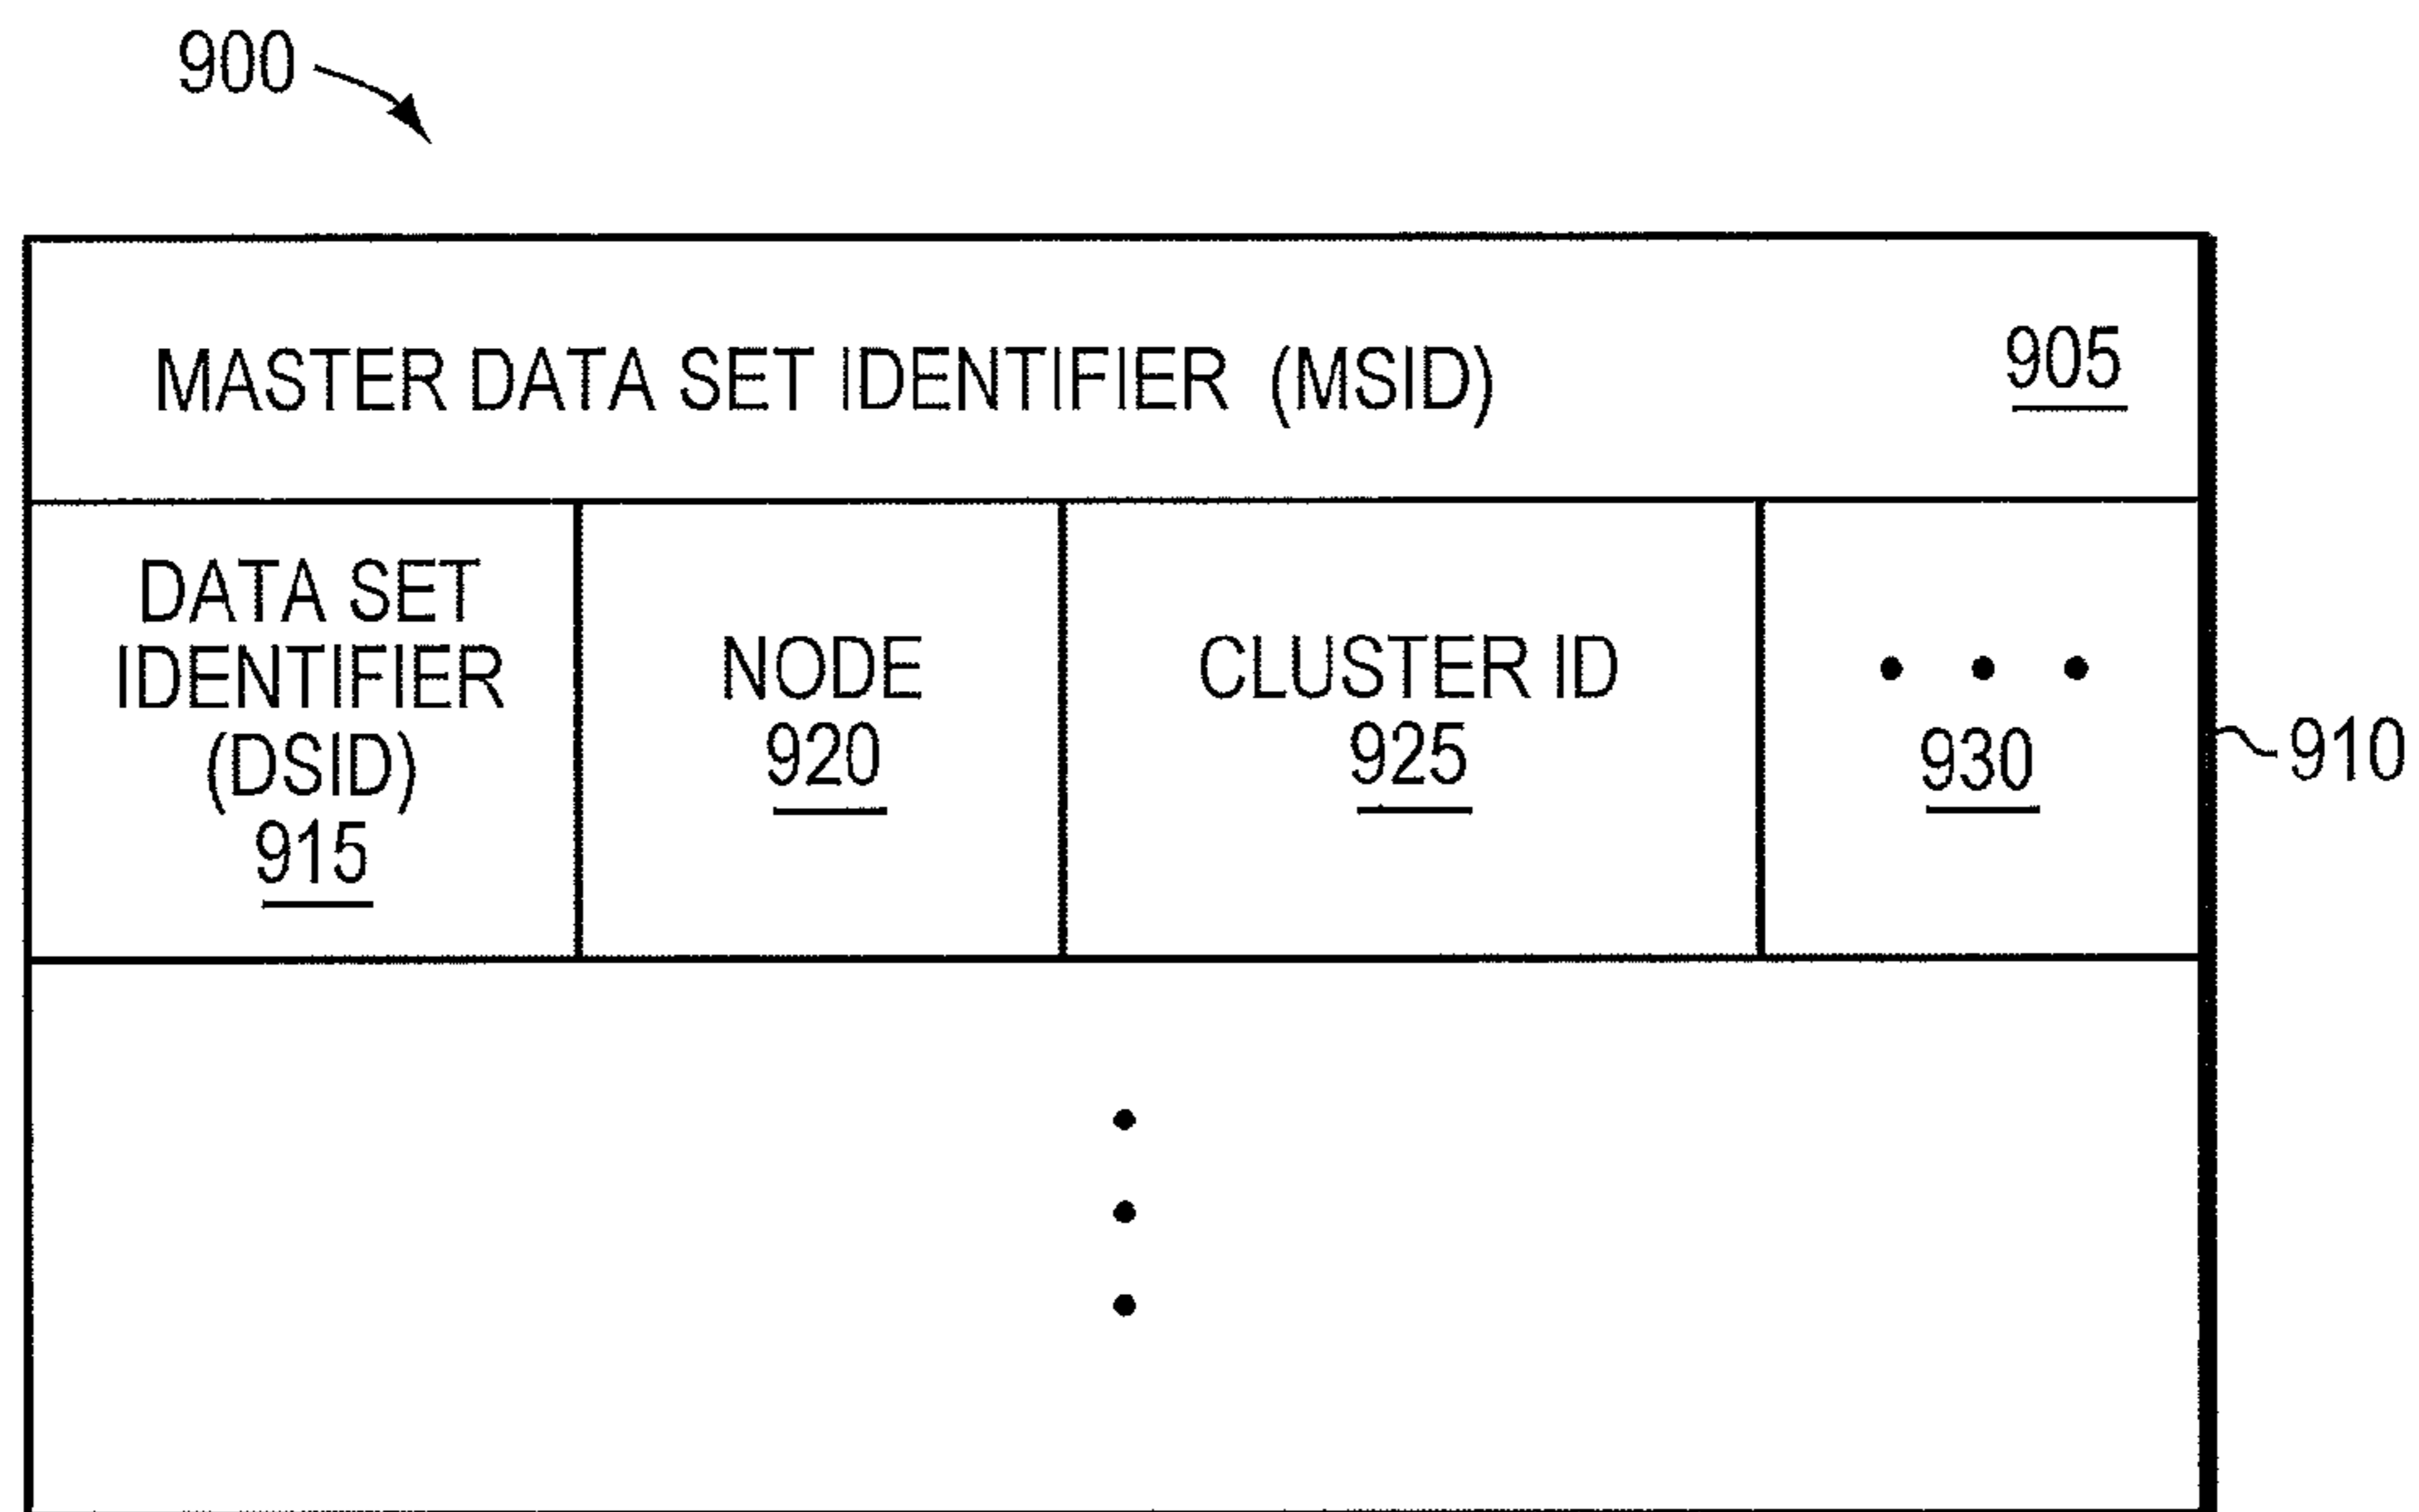 900
MASTER DATA SET IDENTIFIER (MSID) 905
DATA SET
IDENTIFIER
(DSID)
915
NODE
920
CLUSTER ID
925
• • •
930
910